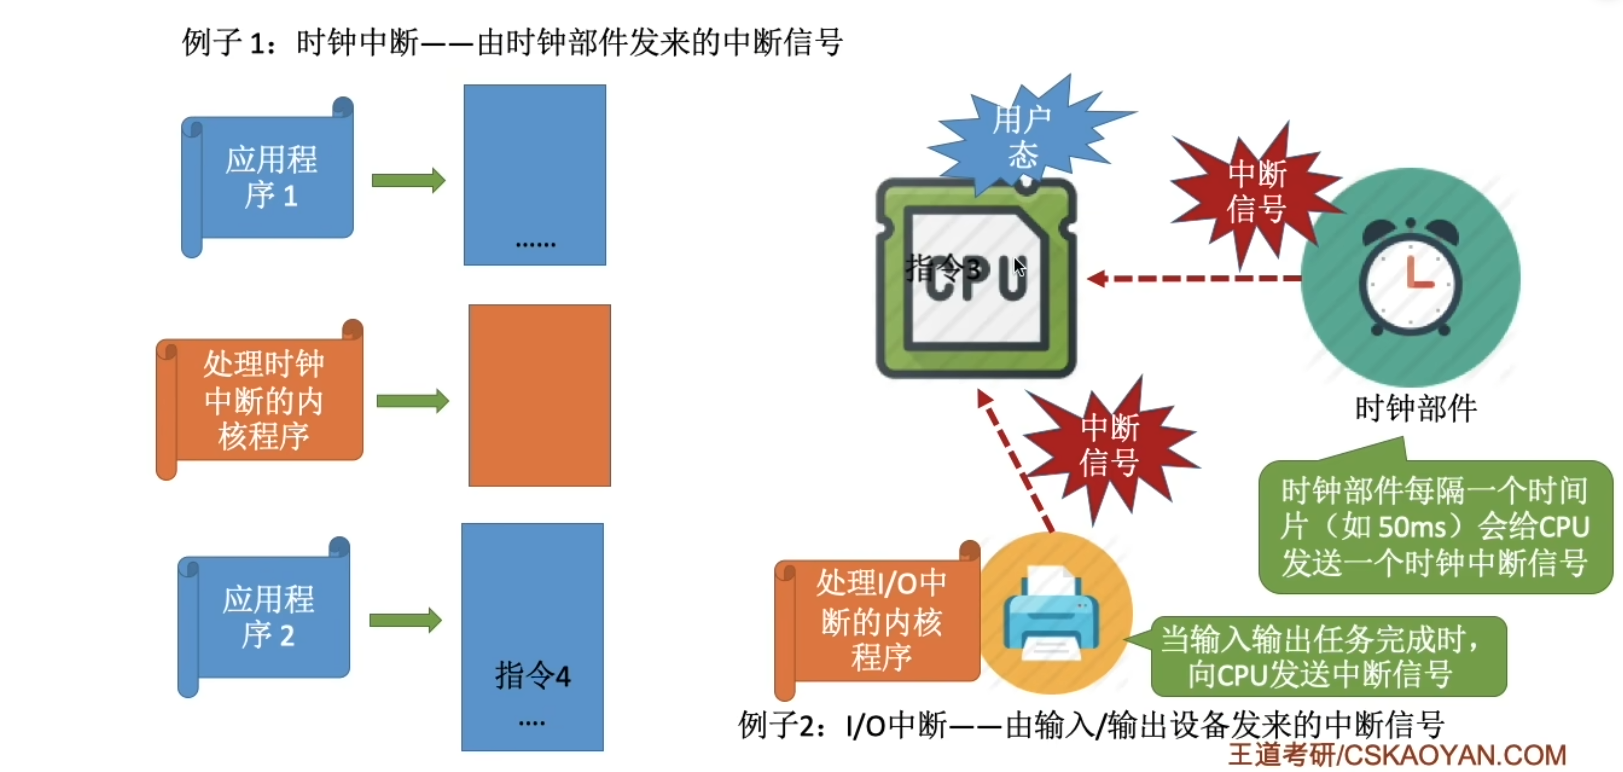 例子 1：时钟中断——由时钟部件发来的中断信号
应用程
序 1
……
用户
态
中断
信号
指令3
CPU
时钟部件
处理时钟
中断的内
核程序
中断
信号
时钟部件每隔一个时间
片（如 50ms）会给CPU
发送一个时钟中断信号
应用程
序 2
指令4
....
处理I/O中
断的内核
程序
当输入输出任务完成时，
向CPU发送中断信号
例子2：I/O中断——由输入/输出设备发来的中断信号
王道考研/CSKAOYAN.COM